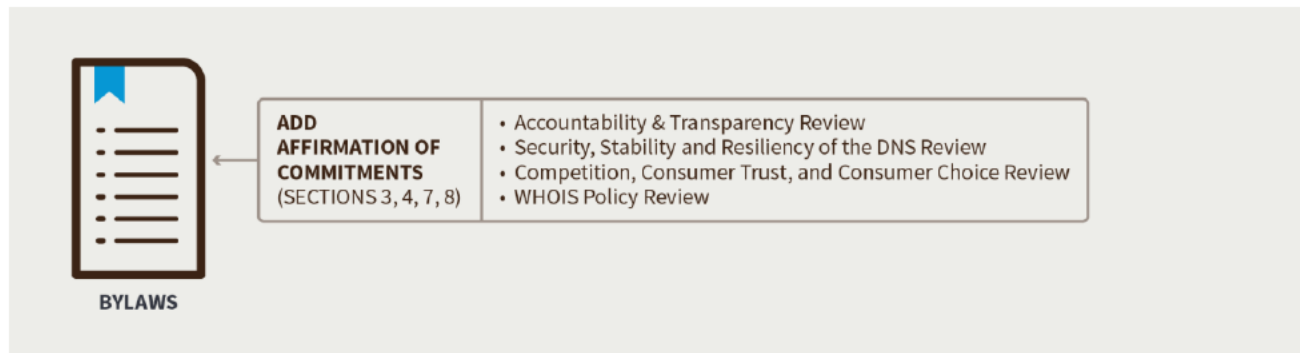 ADD
AFFIRMATION OF
COMMITMENTS
(SECTIONS 3, 4, 7, 8)
• Accountability & Transparency Review
• Security, Stability and Resiliency of the DNS Review
• Competition, Consumer Trust, and Consumer Choice Review
• WHOIS Policy Review
BYLAWS